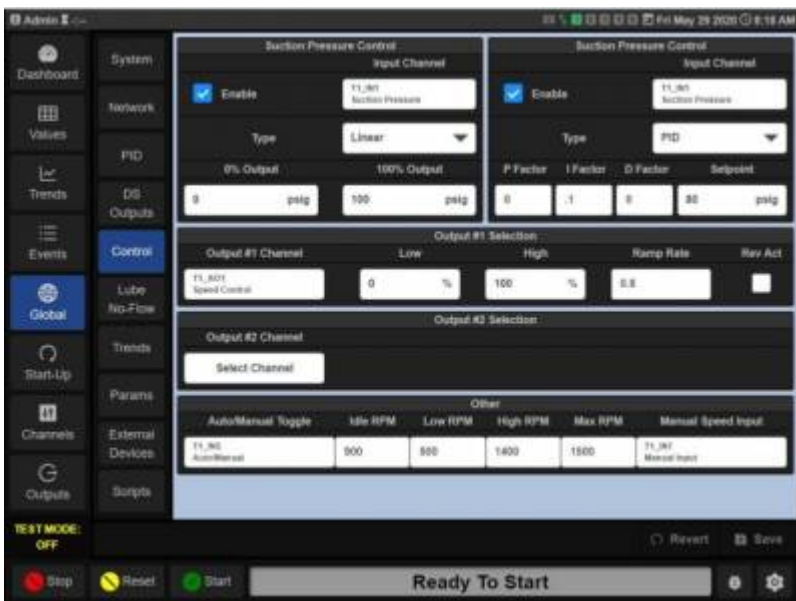 Admin
Fri May 29 2020 8:18 AM
Dashboard
Values
Trends
Events
Global
Start-Up
Channels
Outputs
TEST MODE:
OFF
System
Network
PID
DS
Outputs
Control
Lube
No-Flow
Trends
Params
External
Devices
Scripts
Suction Pressure Control
Input Channel
Enable
T1_IN1
Suction Pressure
Type
Linear
0% Output
100% Output
0 psig
100 psig
Suction Pressure Control
Input Channel
Enable
T1_IN1
Suction Pressure
Type
PID
P Factor I Factor D Factor Setpoint
0 .1 0 80 psig
Output #1 Selection
Output #1 Channel Low High Ramp Rate Rev Act
T1_AO1
Speed Control
0 %
100 %
0.8
Output #2 Selection
Output #2 Channel
Select Channel
Other
Auto/Manual Toggle Idle RPM Low RPM High RPM Max RPM Manual Speed Input
Auto/Manual
900
1400
1500
Manual Input
Revert
Save
Stop
Reset
Start
Ready To Start